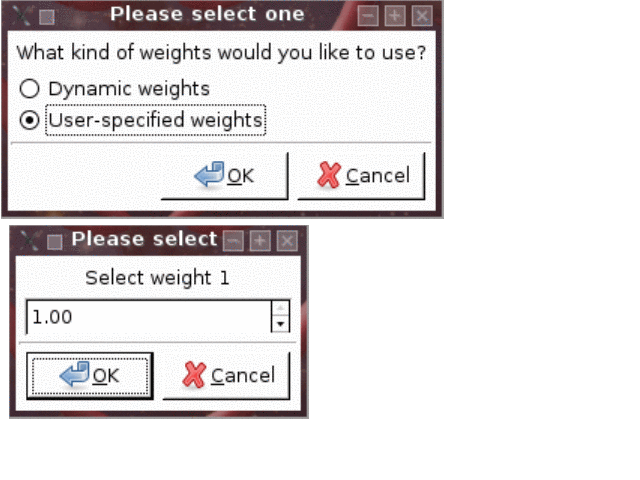 Please select one
What kind of weights would you like to use?
Dynamic weights
User-specified weights
OK Cancel
Please select
Select weight 1
1.00
OK Cancel